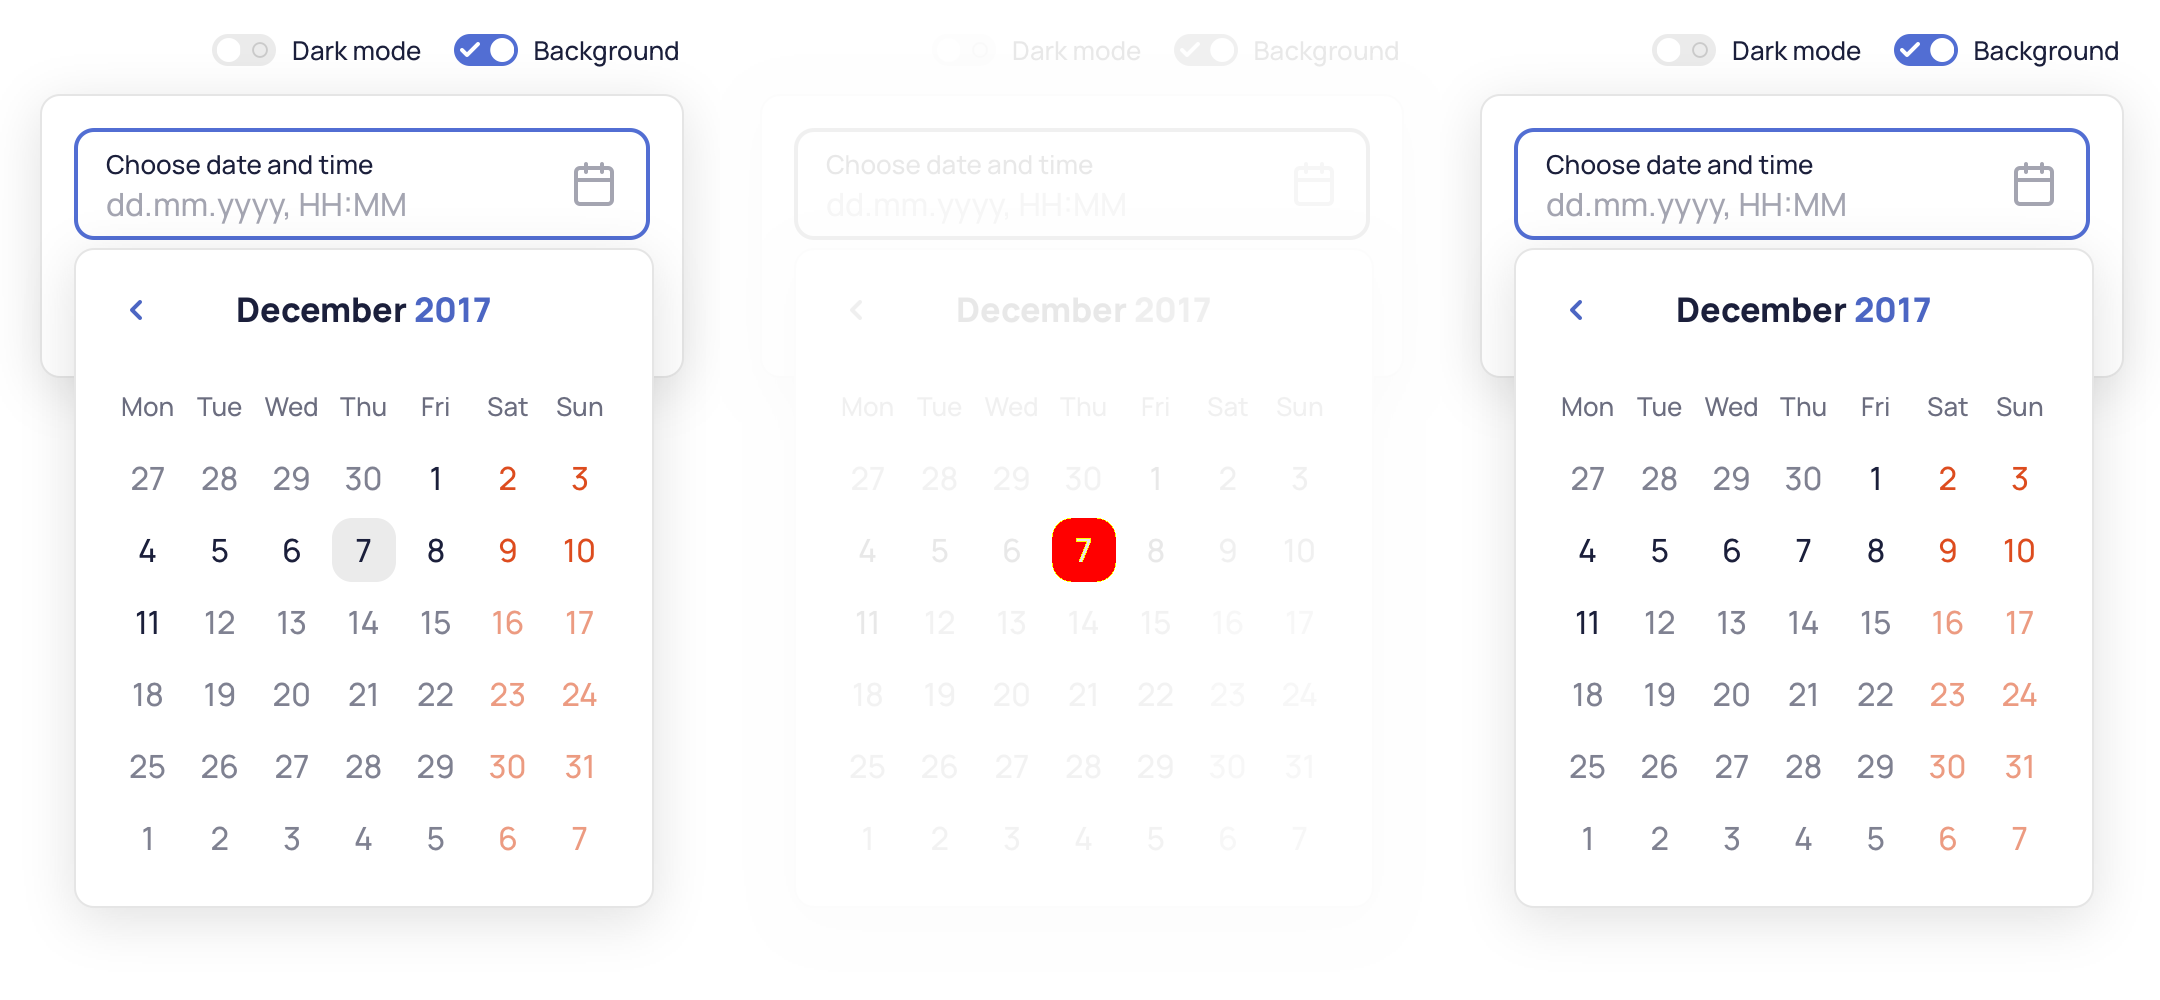 Dark mode Background
Choose date and time
dd.mm.yyyy, HH:MM
December 2017
Mon Tue Wed Thu Fri Sat Sun
27 28 29 30 1 2 3
4 5 6 7 8 9 10
11 12 13 14 15 16 17
18 19 20 21 22 23 24
25 26 27 28 29 30 31
1 2 3 4 5 6 7
Dark mode Background
Choose date and time
dd.mm.yyyy, HH:MM
December 2017
Mon Tue Wed Thu Fri Sat Sun
27 28 29 30 1 2 3
4 5 6 7 8 9 10
11 12 13 14 15 16 17
18 19 20 21 22 23 24
25 26 27 28 29 30 31
1 2 3 4 5 6 7
Dark mode Background
Choose date and time
dd.mm.yyyy, HH:MM
December 2017
Mon Tue Wed Thu Fri Sat Sun
27 28 29 30 1 2 3
4 5 6 7 8 9 10
11 12 13 14 15 16 17
18 19 20 21 22 23 24
25 26 27 28 29 30 31
1 2 3 4 5 6 7